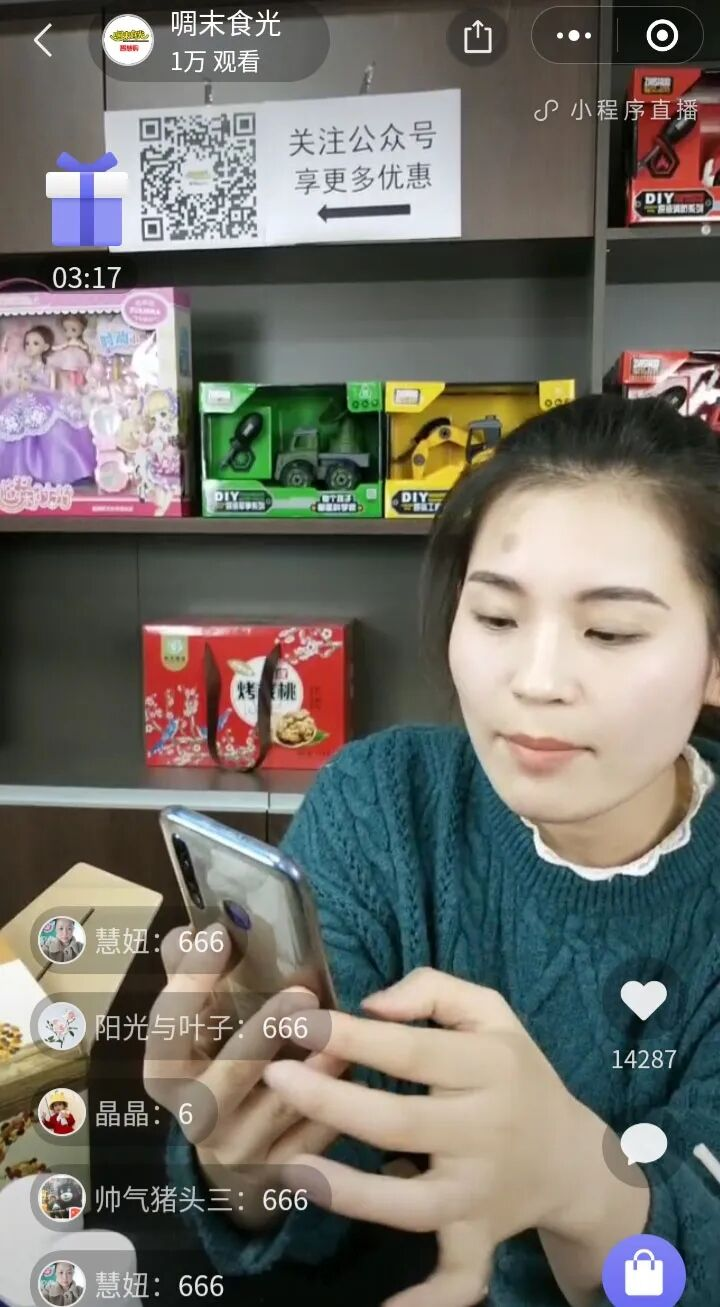 啁末食光
1万 观看
小程序直播
关注公众号
享更多优惠
03:17
DIY
DIY
DIY
烤核桃
慧妞：666
阳光与叶子：666
14287
晶晶：6
帅气猪头三：666
慧妞：666